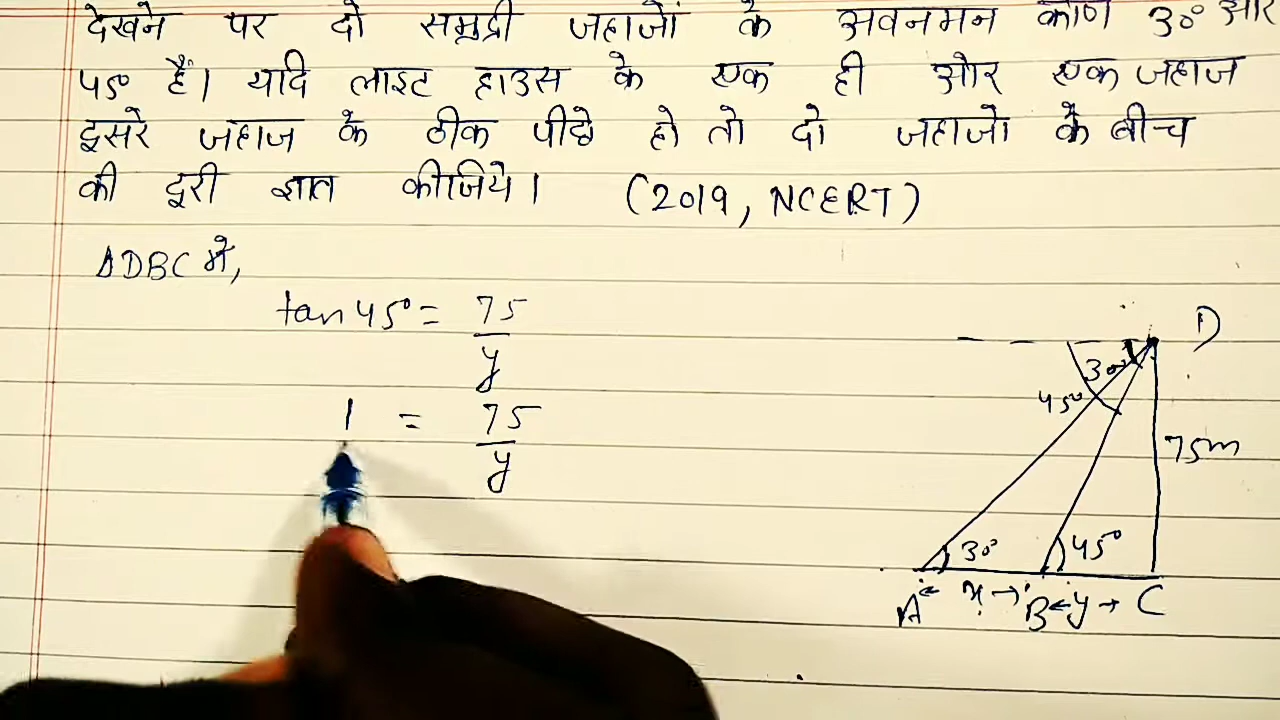 देखने पर दो समुद्री जहाजों के अवनमन कोण 30° और
45° हैं। यदि लाइट हाउस के एक ही ओर एक जहाज
दूसरे जहाज के ठीक पीछे हो तो दो जहाजो के बीच
की दूरी ज्ञात कीजिये। (2019, NCERT)
ΔDBC मे,
tan 45° = 75/y
1 = 75/y
D
30°
45°
75m
30° 45°
A ← x → B ← y → C